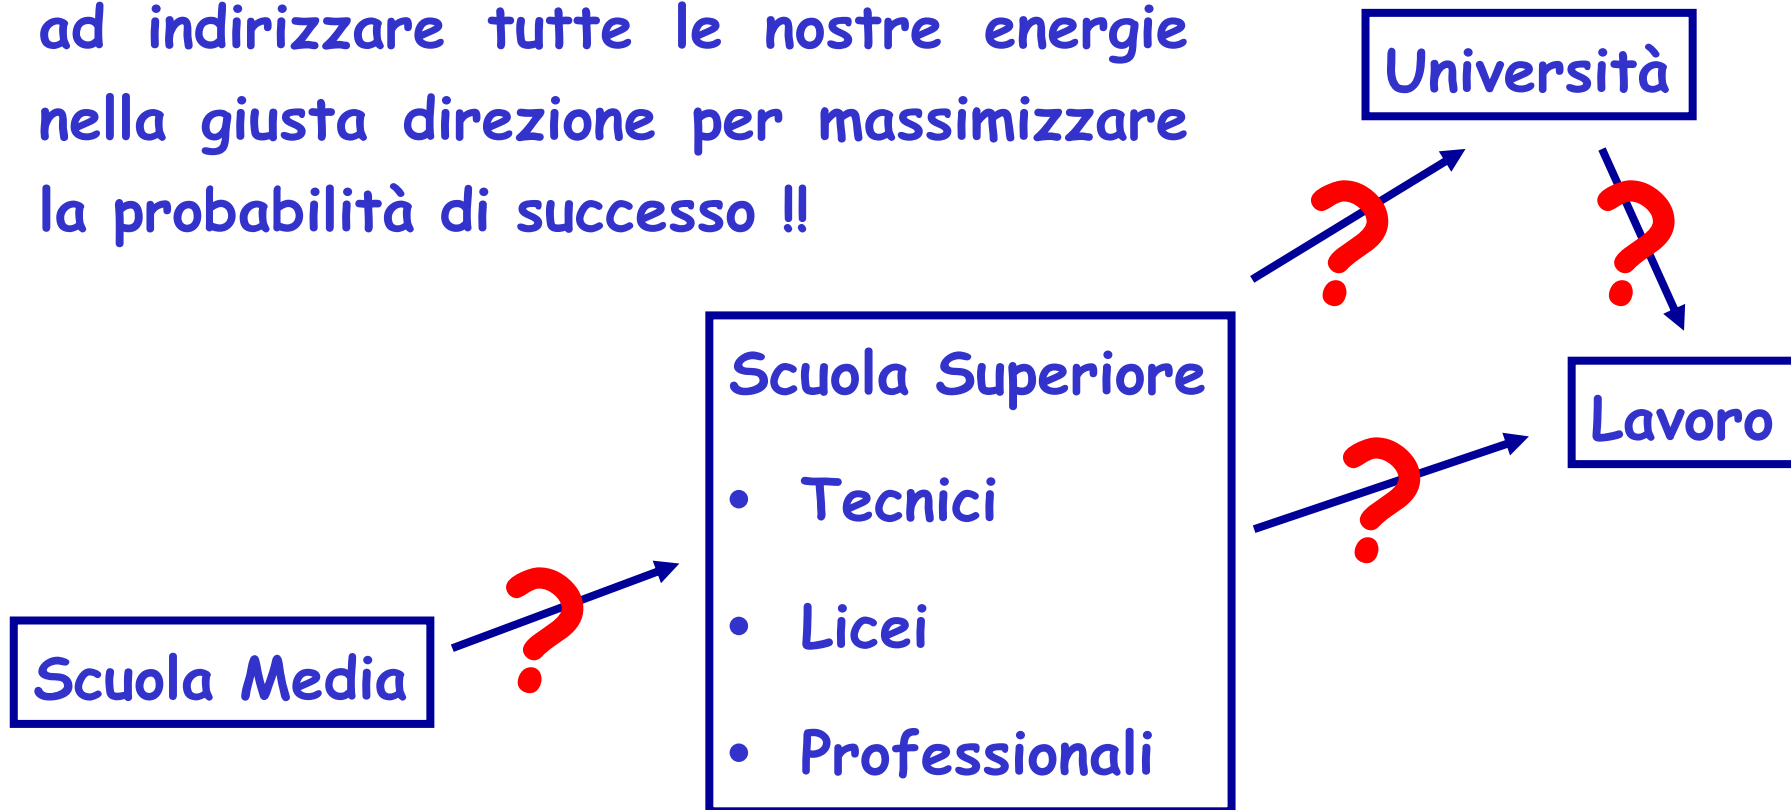 ad indirizzare tutte le nostre energie
nella giusta direzione per massimizzare
la probabilità di successo !!
Università
?
?
Scuola Superiore
• Tecnici
• Licei
• Professionali
Lavoro
?
?
Scuola Media